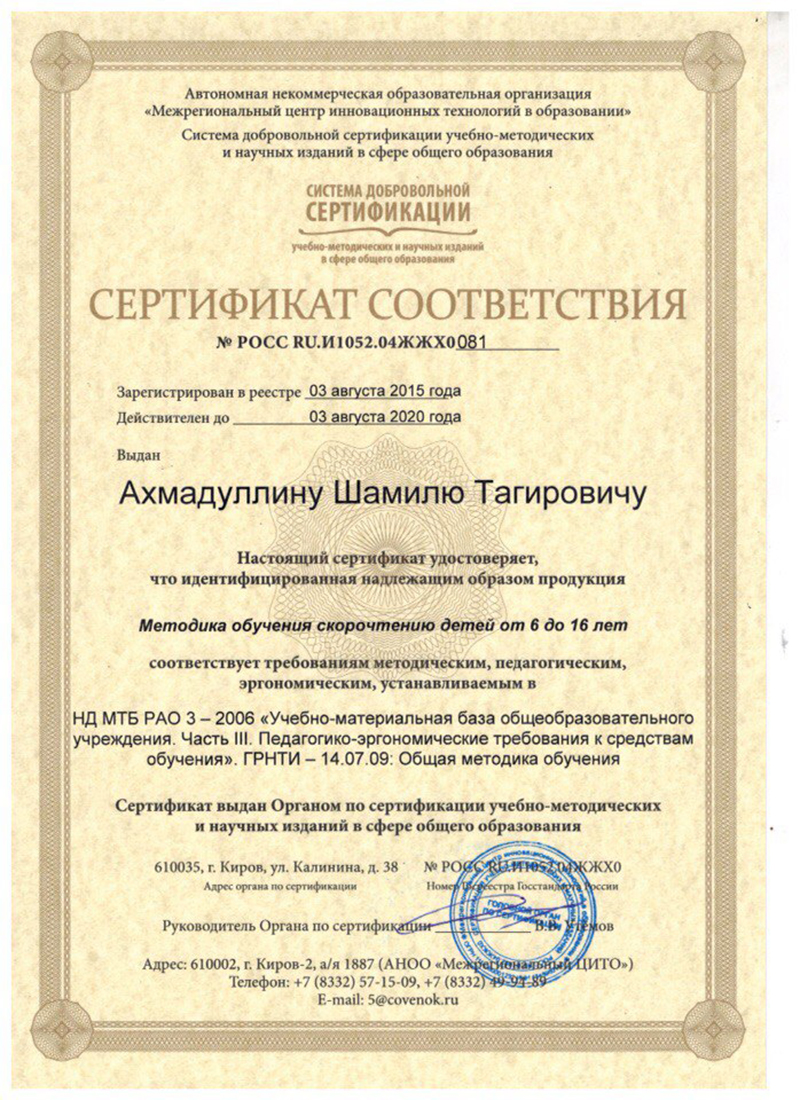 Автономная некоммерческая образовательная организация
«Межрегиональный центр инновационных технологий в образовании»
Система добровольной сертификации учебно-методических
и научных изданий в сфере общего образования
СИСТЕМА ДОБРОВОЛЬНОЙ
СЕРТИФИКАЦИИ
учебно-методических и научных изданий
в сфере общего образования
СЕРТИФИКАТ СООТВЕТСТВИЯ
№ РОСС RU.И1052.04ЖЖХ0081
Зарегистрирован в реестре 03 августа 2015 года
Действителен до 03 августа 2020 года
Выдан
Ахмадуллину Шамилю Тагировичу
Настоящий сертификат удостоверяет,
что идентифицированная надлежащим образом продукция
Методика обучения скорочтению детей от 6 до 16 лет
соответствует требованиям методическим, педагогическим,
эргономическим, устанавливаемым в
НД МТБ РАО 3 – 2006 «Учебно-материальная база общеобразовательного
учреждения. Часть III. Педагогико-эргономические требования к средствам
обучения». ГРНТИ – 14.07.09: Общая методика обучения
Сертификат выдан Органом по сертификации учебно-методических
и научных изданий в сфере общего образования
610035, г. Киров, ул. Калинина, д. 38 № РОСС RU.И1052.04ЖЖХ0
Адрес органа по сертификации Номер Госреестра Госстандарта России
Руководитель Органа по сертификации В.В. Утёмов
ГОЛОВНОЙ ОРГАН
ПО СЕРТИФИКАЦИИ
Адрес: 610002, г. Киров-2, а/я 1887 (АНОО «Межрегиональный ЦИТО»)
Телефон: +7 (8332) 57-15-09, +7 (8332) 49-94-89
E-mail: 5@covenok.ru